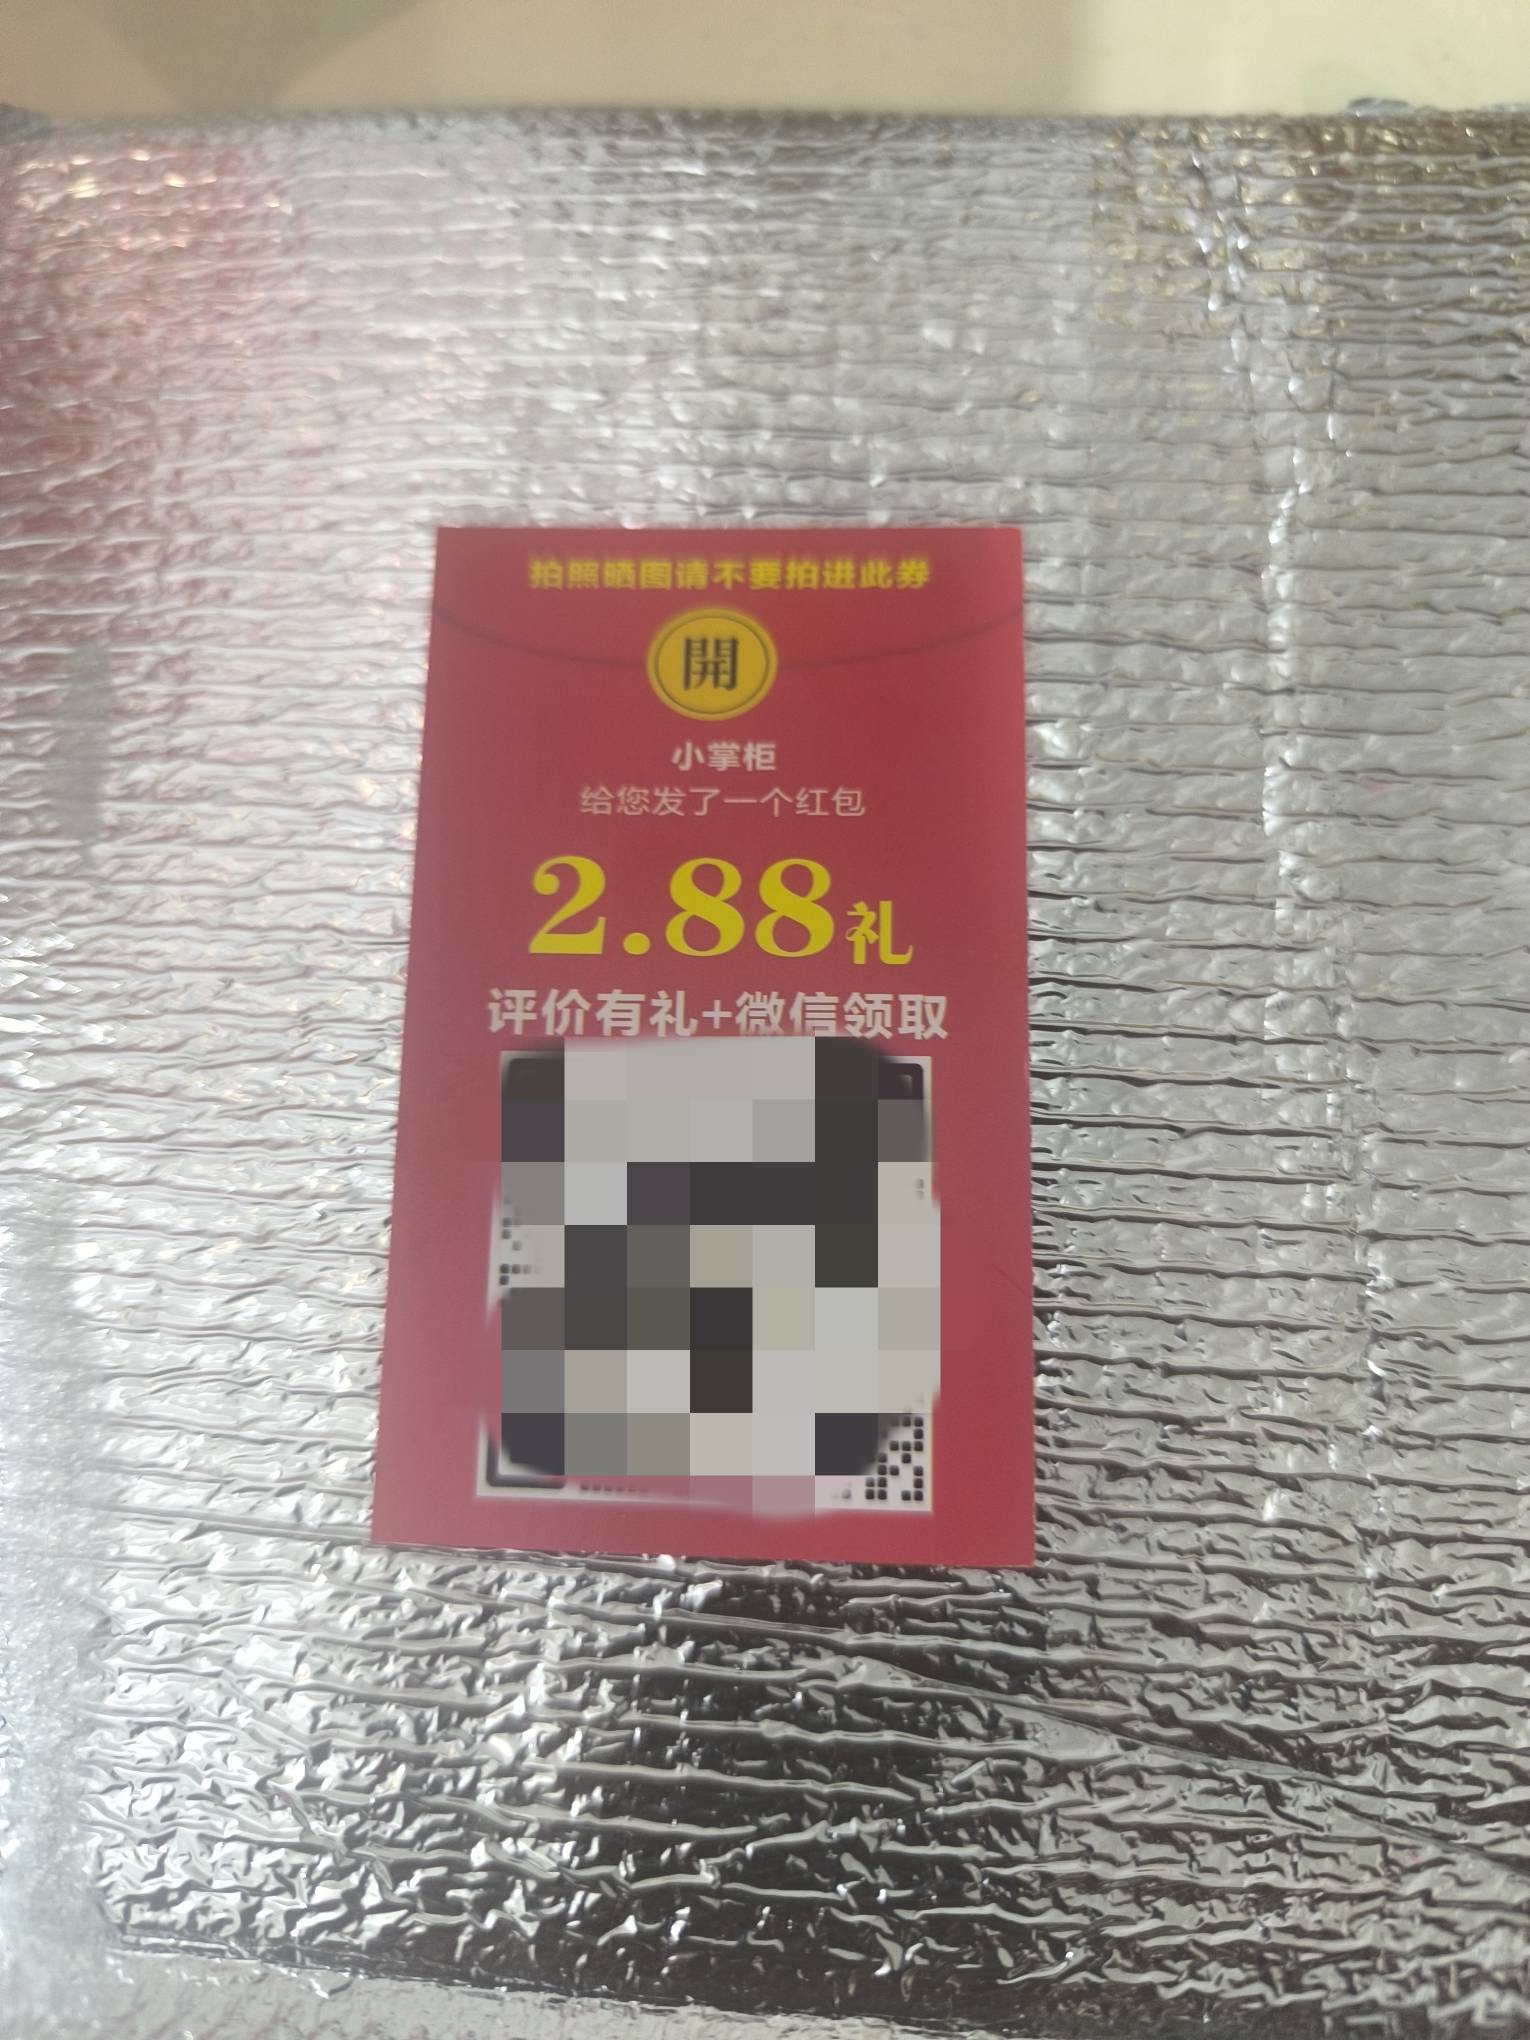 拍照晒图请不要拍进此券
開
小掌柜
给您发了一个红包
2.88礼
评价有礼+微信领取